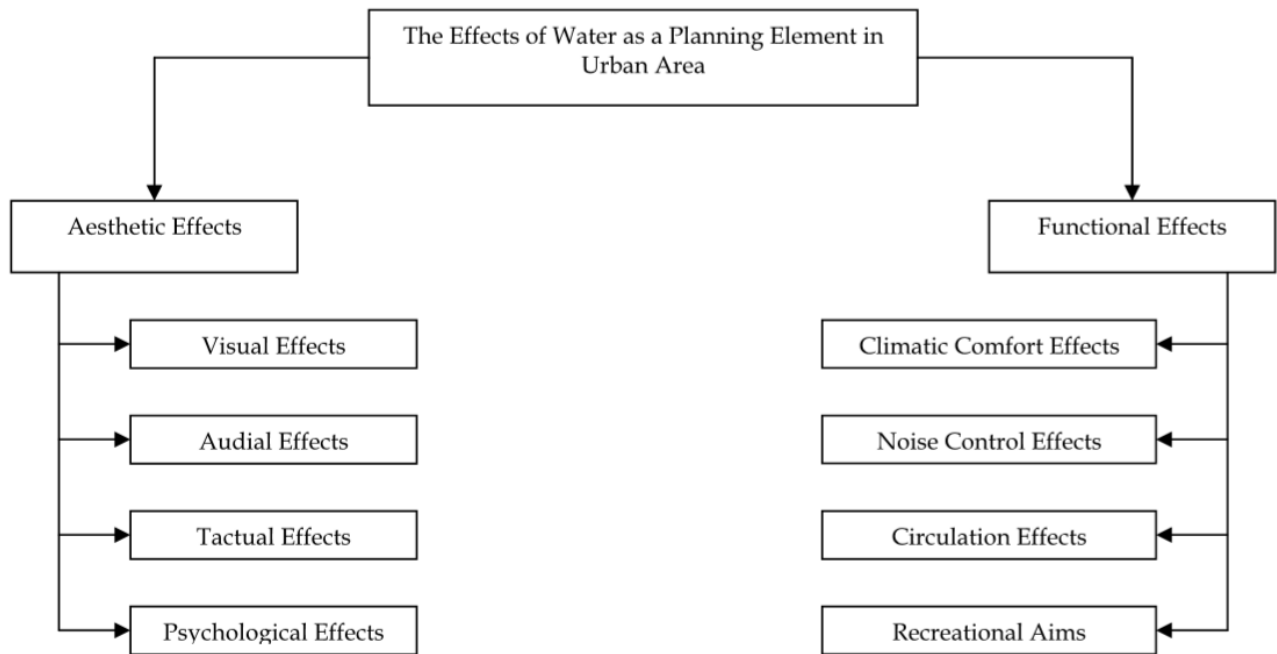 The Effects of Water as a Planning Element in
Urban Area
Aesthetic Effects
Functional Effects
Visual Effects
Climatic Comfort Effects
Audial Effects
Noise Control Effects
Tactual Effects
Circulation Effects
Psychological Effects
Recreational Aims